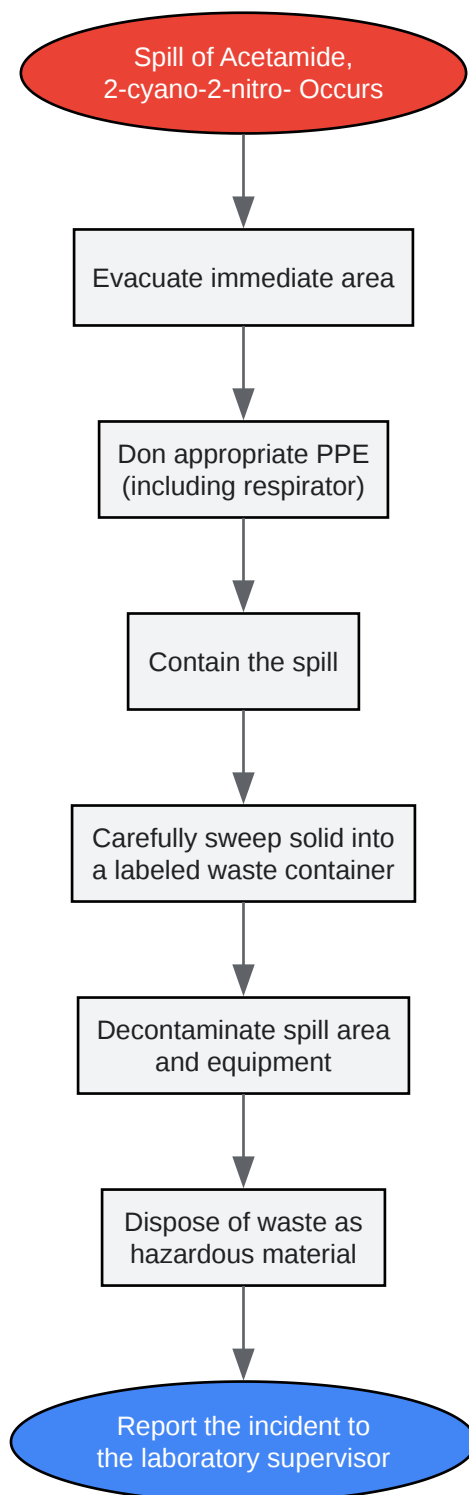 Spill of Acetamide,
2-cyano-2-nitro- Occurs
Evacuate immediate area
Don appropriate PPE
(including respirator)
Contain the spill
Carefully sweep solid into
a labeled waste container
Decontaminate spill area
and equipment
Dispose of waste as
hazardous material
Report the incident to
the laboratory supervisor